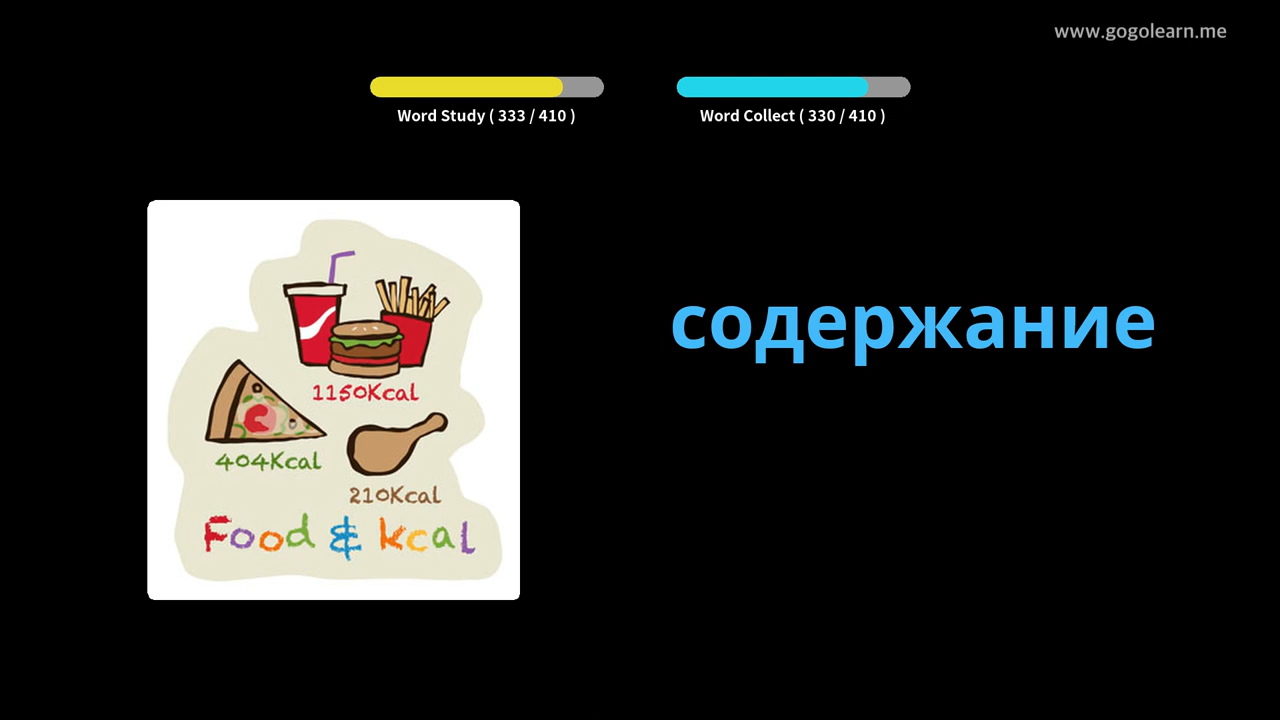 www.gogolearn.me
Word Study ( 333 / 410 )
Word Collect ( 330 / 410 )
содержание
1150Kcal
404Kcal
210Kcal
Food & kcal